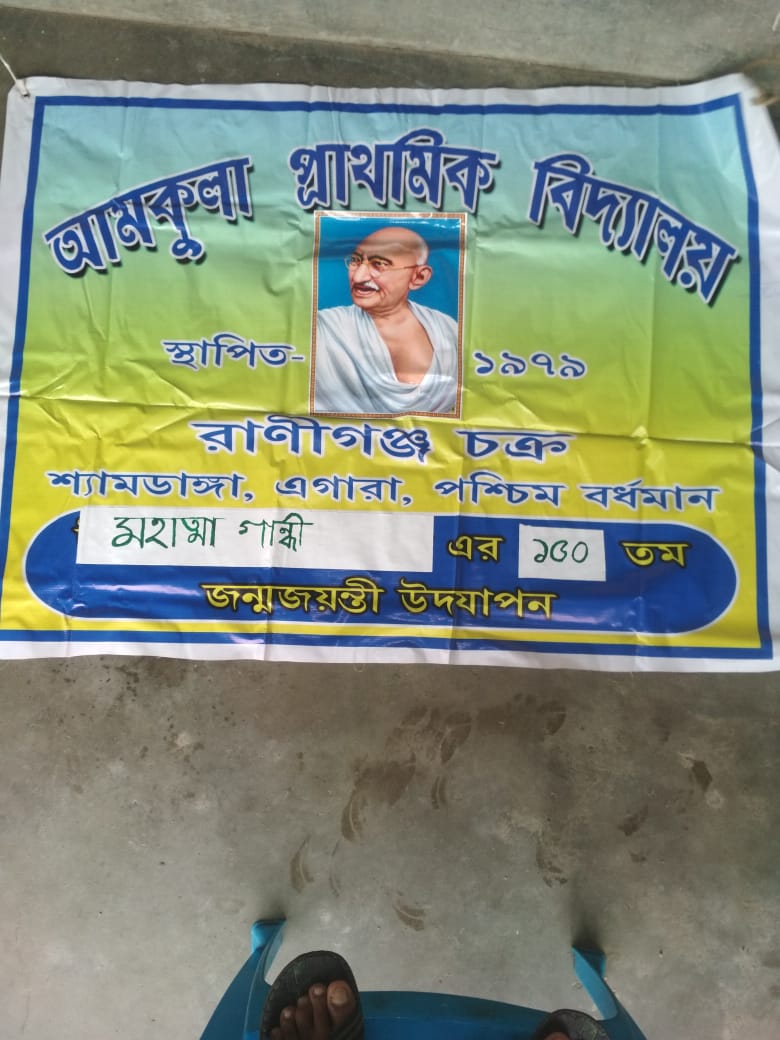 আমকুলা প্রাথমিক বিদ্যালয়
স্থাপিত- ১৯৭৯
রাণীগঞ্জ চক্র
শ্যামডাঙ্গা, এগারা, পশ্চিম বর্ধমান
মহাত্মা গান্ধী এর ১৫০ তম
জন্মজয়ন্তী উদযাপন